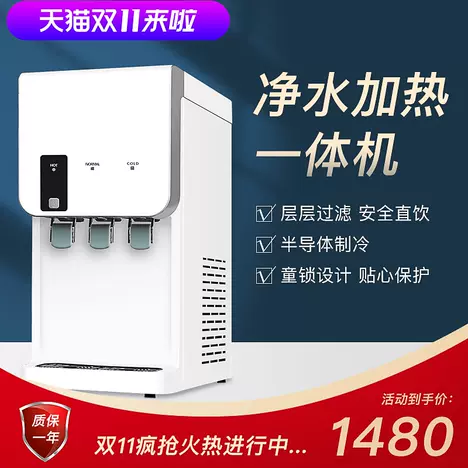 天猫双11来啦
净水加热
一体机
层层过滤 安全直饮
半导体制冷
童锁设计 贴心保护
HOT
NORMAL
COLD
质保
一年
双11疯抢火热进行中...
活动到手价:
1480